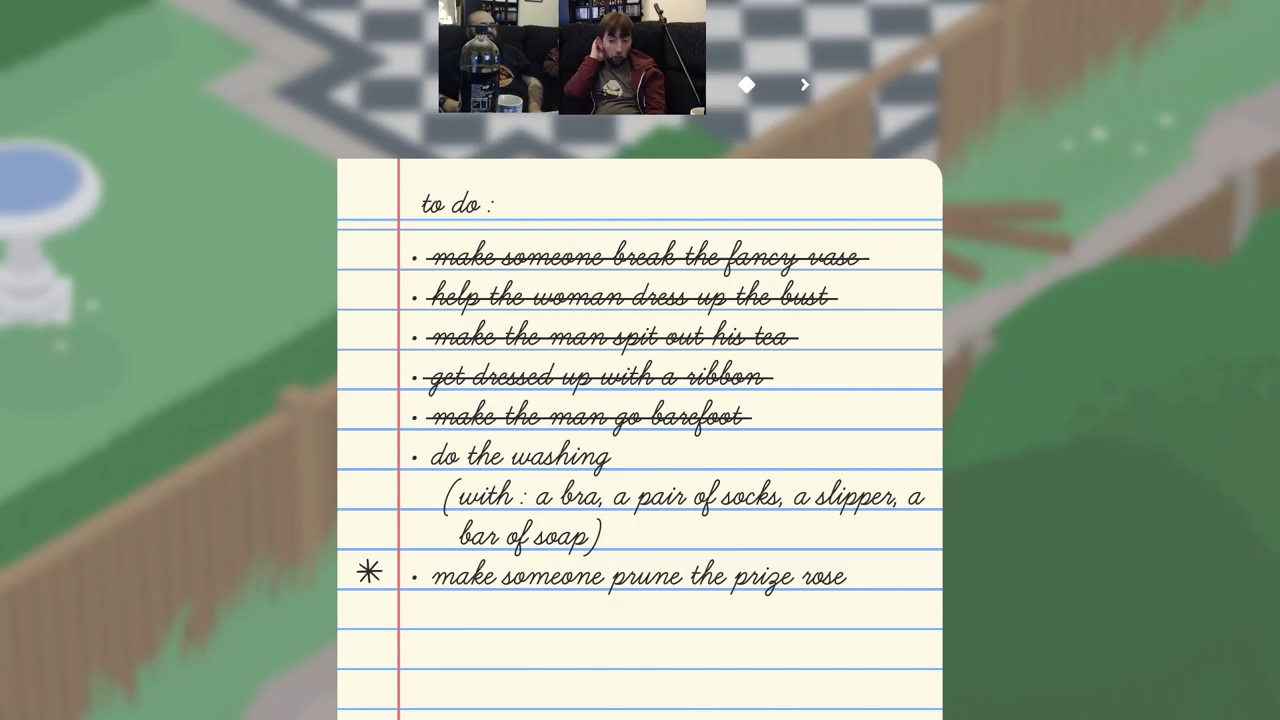 to do :
· make someone break the fancy vase
· help the woman dress up the bust
· make the man spit out his tea
· get dressed up with a ribbon
· make the man go barefoot
· do the washing
(with : a bra, a pair of socks, a slipper, a
bar of soap)
· make someone prune the prize rose